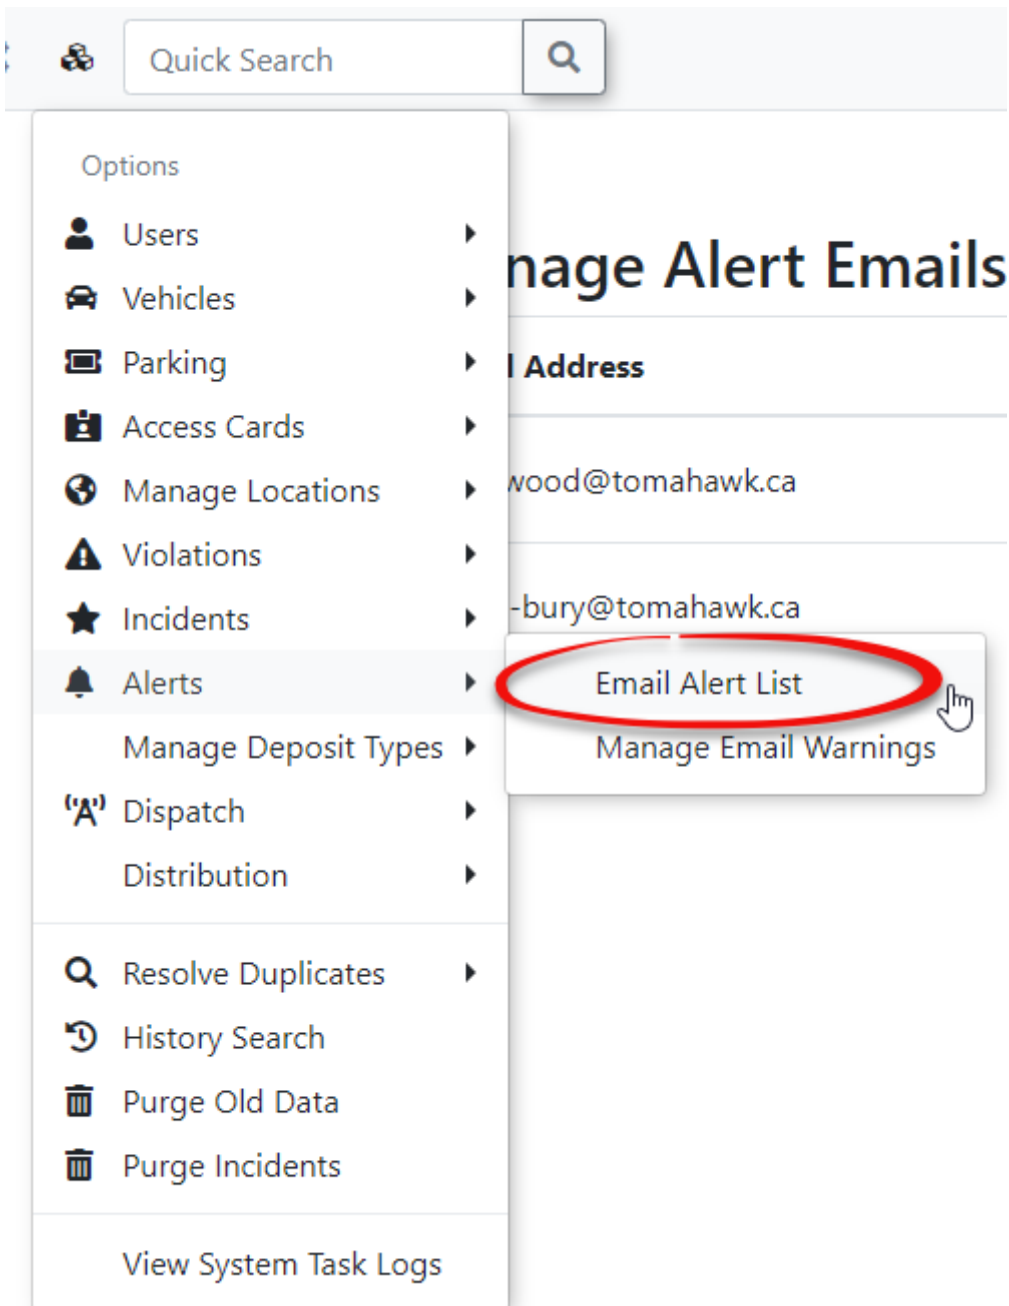 Quick Search
Options
Users
Vehicles
Parking
Access Cards
Manage Locations
Violations
Incidents
Alerts
Manage Deposit Types
Dispatch
Distribution
Resolve Duplicates
History Search
Purge Old Data
Purge Incidents
View System Task Logs
nage Alert Emails
l Address
wood@tomahawk.ca
-bury@tomahawk.ca
Email Alert List
Manage Email Warnings